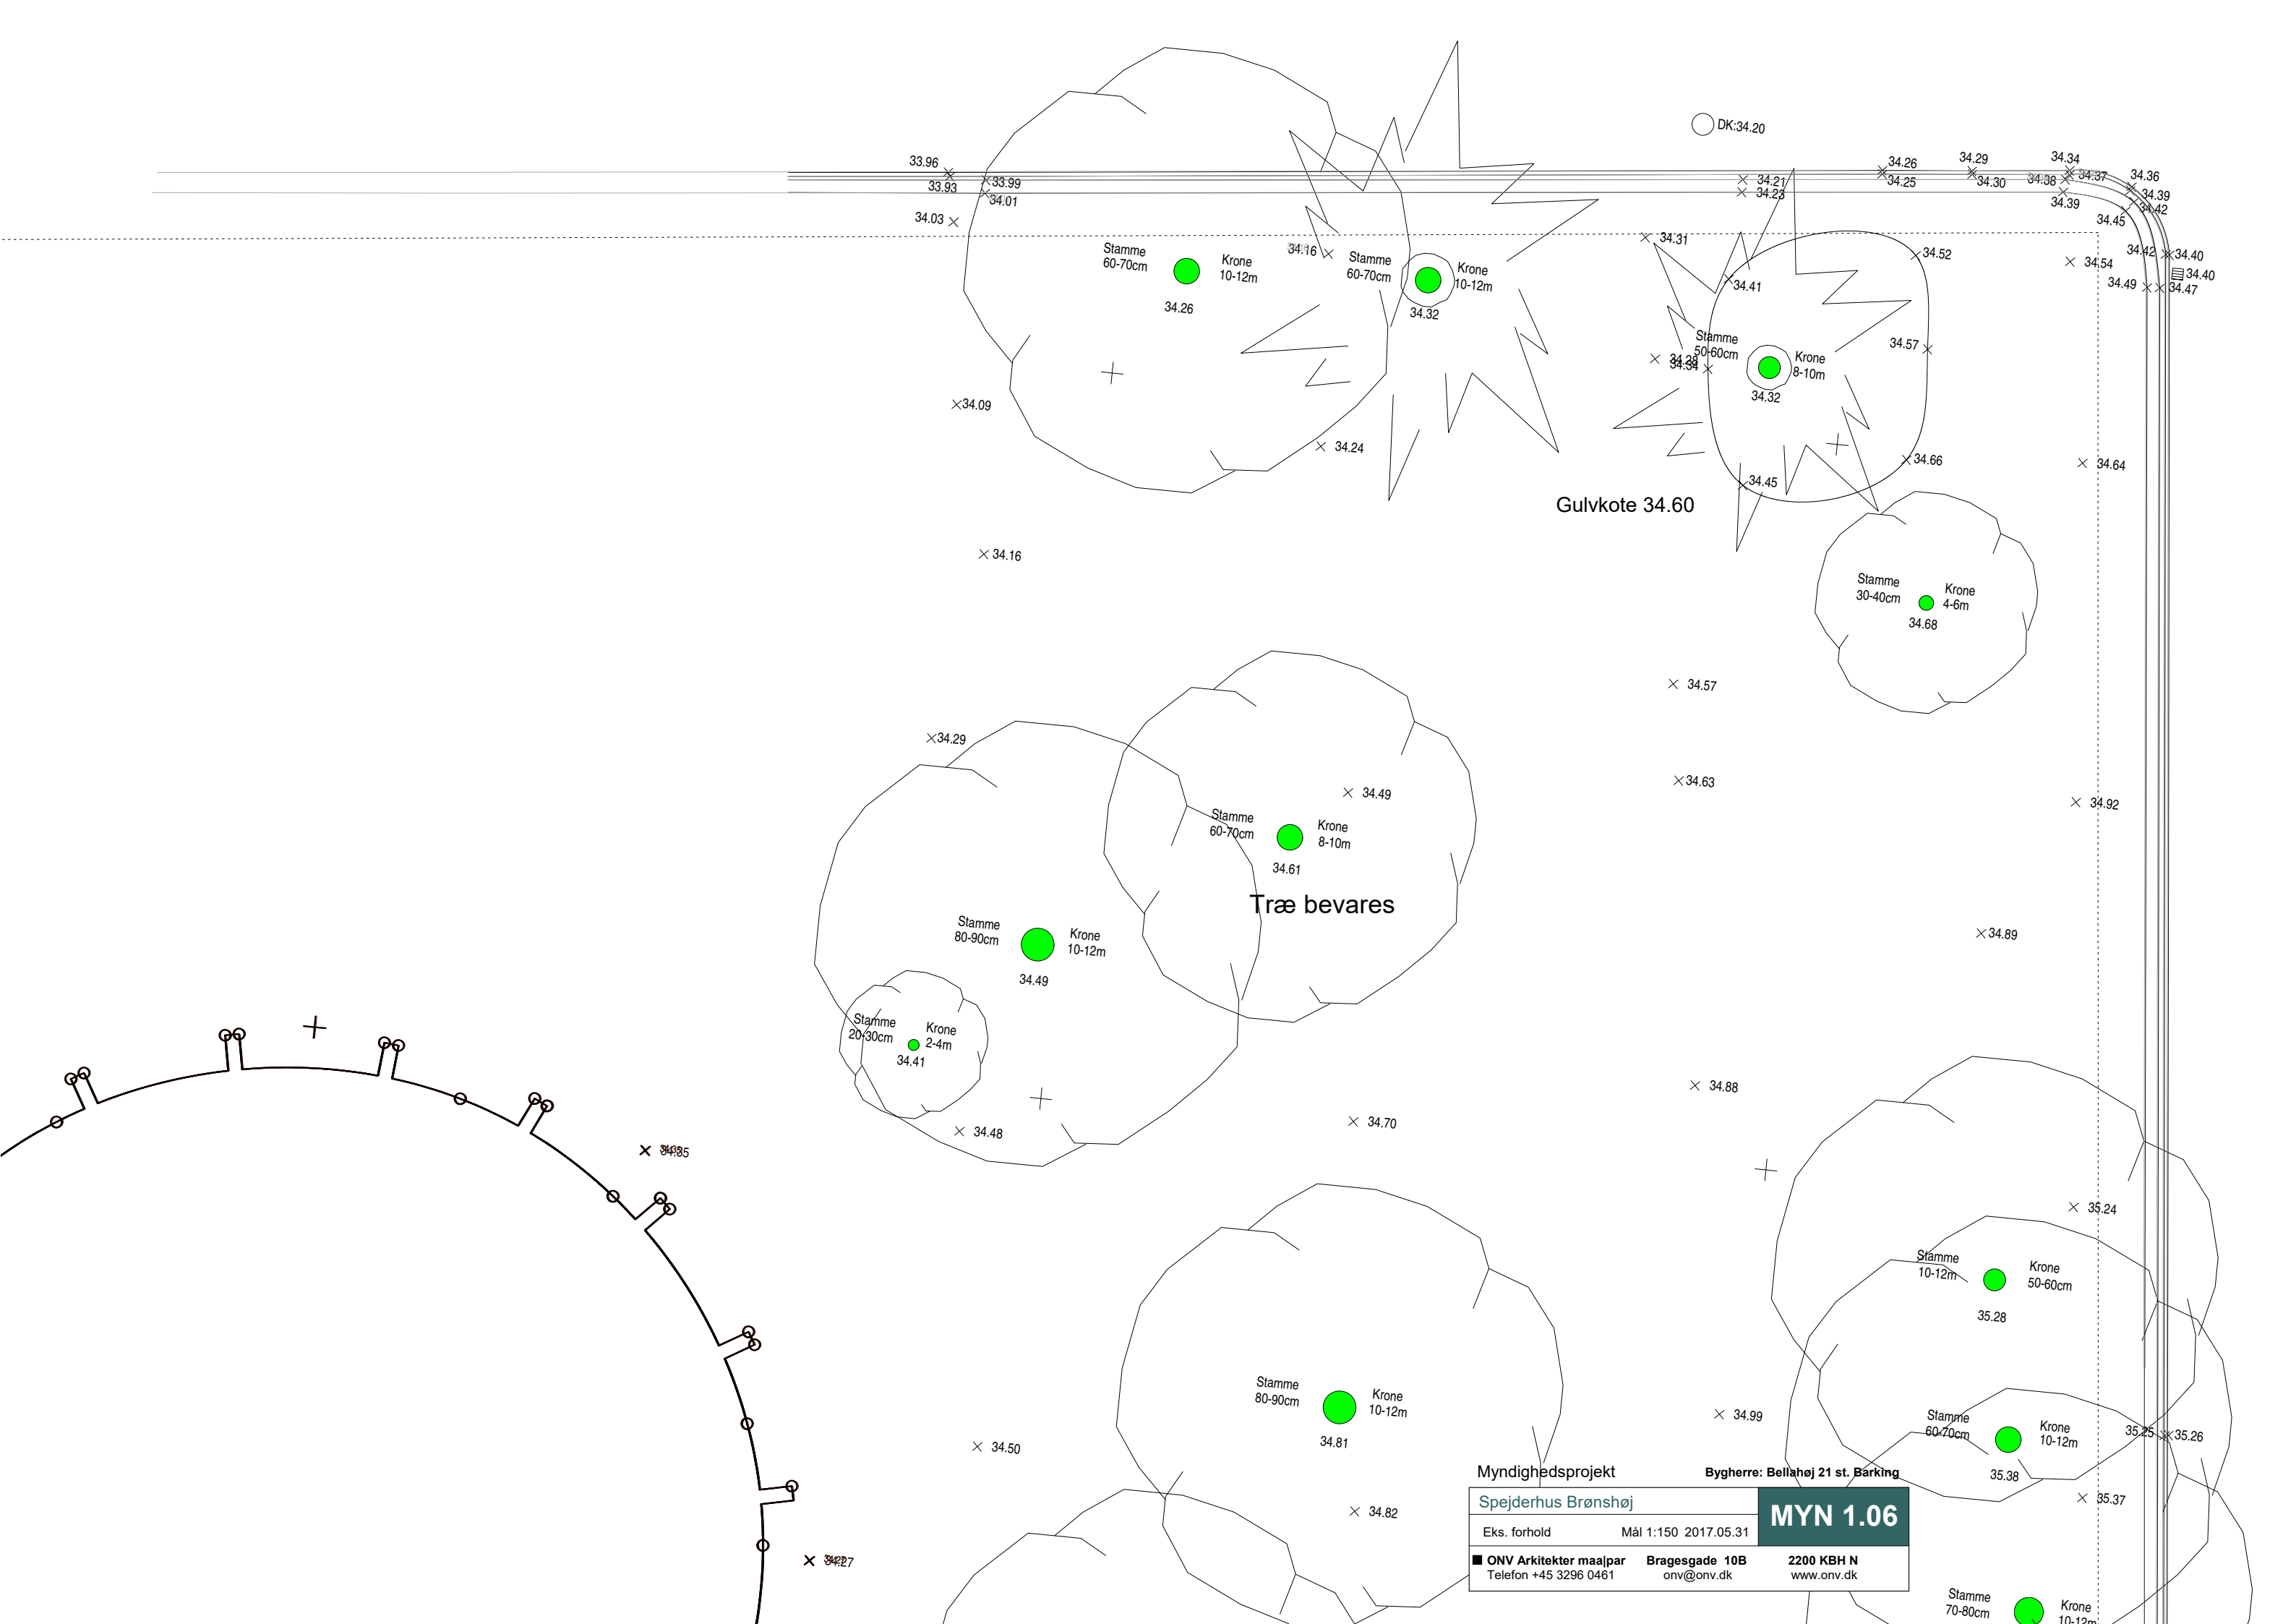 DK:34.20
33.96
33.93
33.99
34.01
34.03
34.21
34.23
34.26
34.25
34.29
34.30
34.34
34.37
34.38
34.39
34.36
34.39
34.42
34.45
34.42
34.40
34.40
34.49
34.47
34.54
34.31
34.52
34.41
34.16
Stamme
60-70cm
Krone
10-12m
34.26
Stamme
60-70cm
Krone
10-12m
34.32
34.57
Stamme
50-60cm
Krone
8-10m
34.32
34.28
34.34
34.09
34.24
34.66
34.64
34.45
Gulvkote 34.60
34.16
Stamme
30-40cm
Krone
4-6m
34.68
34.57
34.29
34.63
34.49
34.92
Stamme
60-70cm
Krone
8-10m
34.61
Træ bevares
Stamme
80-90cm
Krone
10-12m
34.49
34.89
Stamme
20-30cm
Krone
2-4m
34.41
34.88
34.48
34.70
34.35
35.24
Stamme
10-12m
Krone
50-60cm
35.28
Stamme
80-90cm
Krone
10-12m
34.81
34.99
Stamme
60-70cm
Krone
10-12m
35.38
35.25
35.26
34.50
34.82
35.37
34.27
Myndighedsprojekt
Bygherre: Bellahøj 21 st. Barking
Spejderhus Brønshøj
MYN 1.06
Eks. forhold
Mål 1:150 2017.05.31
ONV Arkitekter maa|par
Bragesgade 10B
2200 KBH N
Telefon +45 3296 0461
onv@onv.dk
www.onv.dk
Stamme
70-80cm
Krone
10-12m